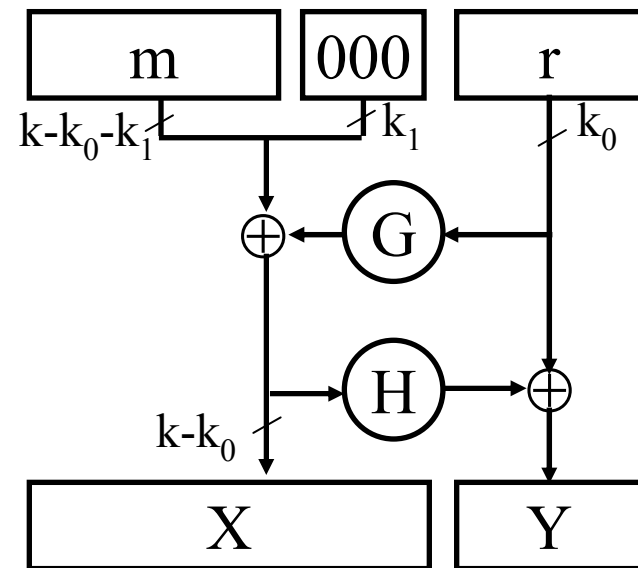 m 000 r
k-k₀-k₁ k₁ k₀
G
H
k-k₀
X Y